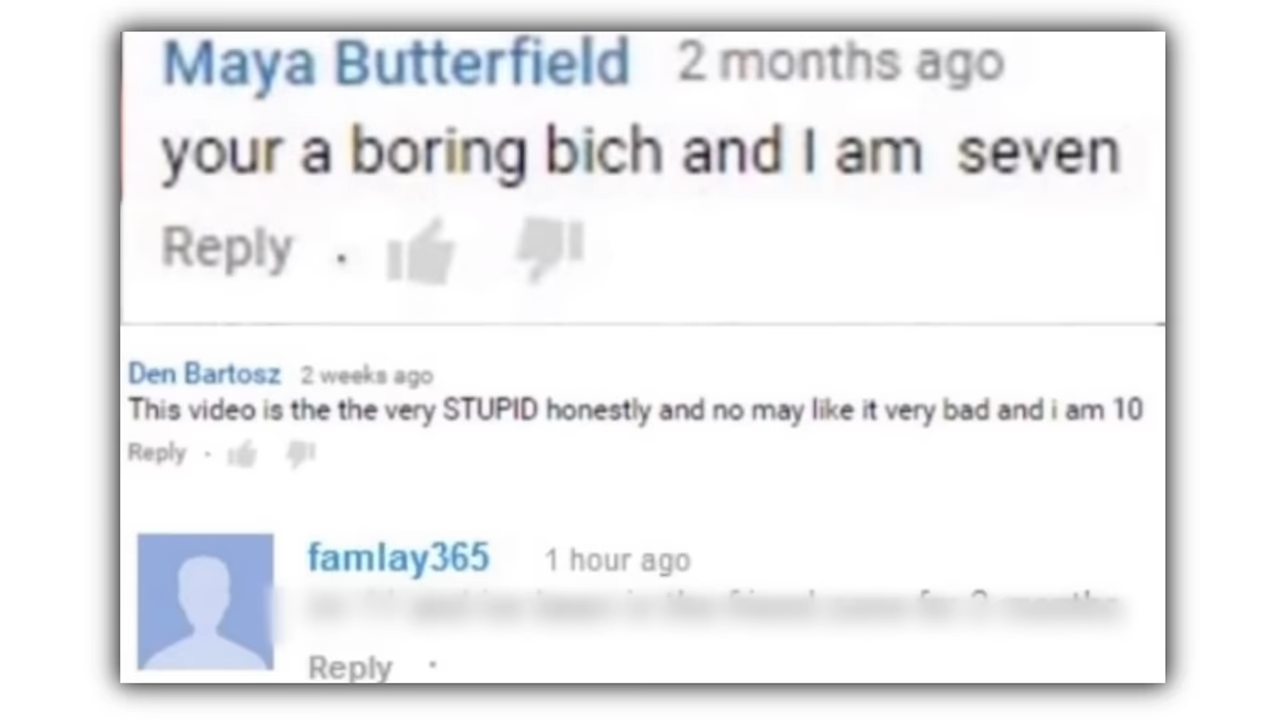 Maya Butterfield 2 months ago
your a boring bich and I am seven
Reply .
Den Bartosz 2 weeks ago
This video is the the very STUPID honestly and no may like it very bad and i am 10
Reply ·
famlay365 1 hour ago
Reply ·